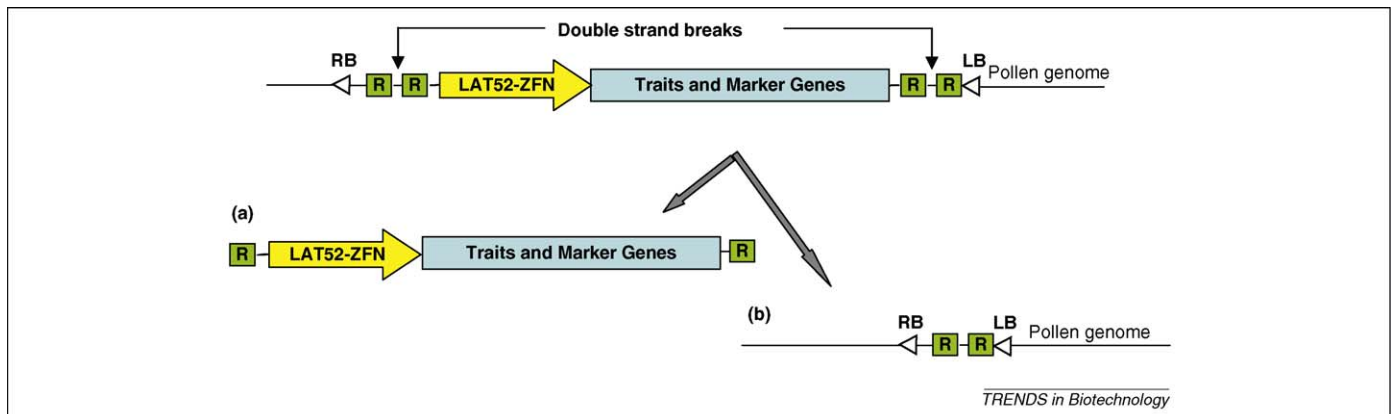 Double strand breaks
RB
R R LAT52-ZFN Traits and Marker Genes R R LB Pollen genome
(a)
R LAT52-ZFN Traits and Marker Genes R
(b)
RB R R LB Pollen genome
TRENDS in Biotechnology